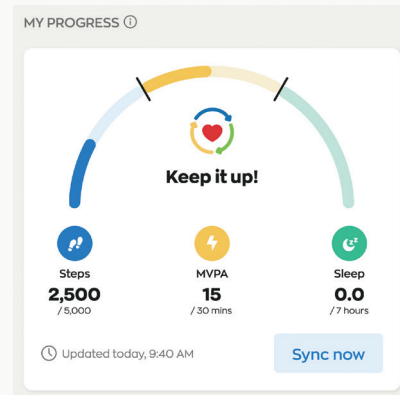 MY PROGRESS
Keep it up!
Steps
2,500
/ 5,000
MVPA
15
/ 30 mins
Sleep
0.0
/ 7 hours
Updated today, 9:40 AM
Sync now